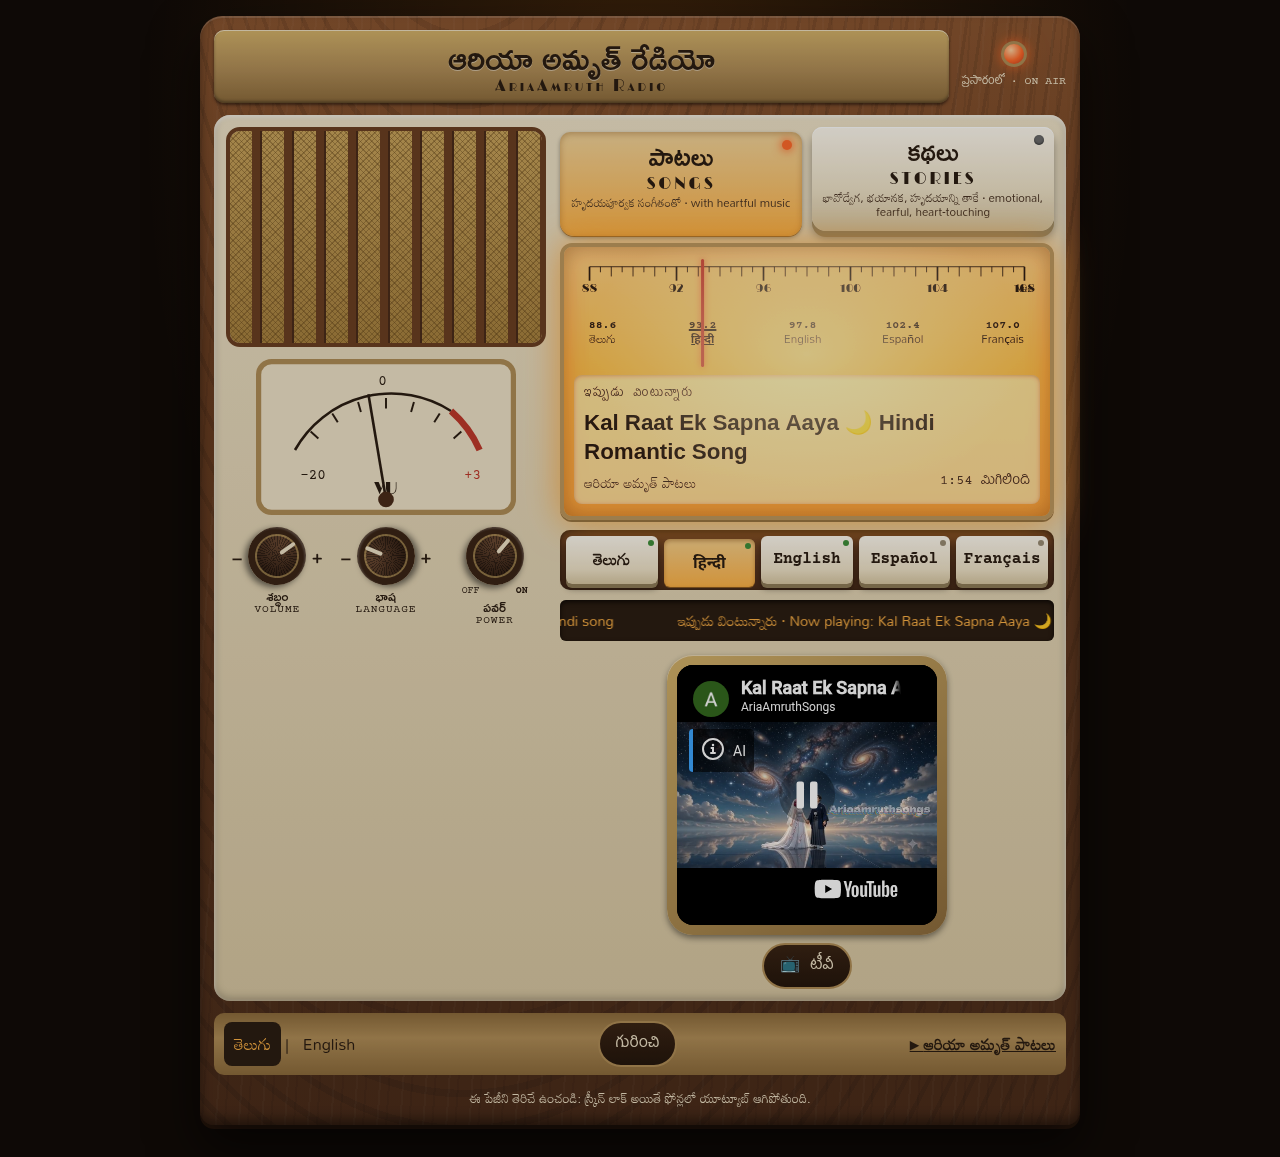 ఆరియా అమృత్ రేడియో
AriaAmruth Radio
ప్రసారంలో · ON AIR
పాటలు
SONGS
హృదయపూర్వక సంగీతంతో · with heartful music
కథలు
STORIES
భావోద్వేగ, భయానక, హృదయాన్ని తాకే · emotional,
fearful, heart-touching
88 92 96 100 104 108
88.6 93.2 97.8 102.4 107.0
తెలుగు हिन्दी English Español Français
ఇప్పుడు వింటున్నారు
Kal Raat Ek Sapna Aaya 🌙 Hindi
Romantic Song
ఆరియా అమృత్ పాటలు
1:54 మిగిలింది
0
−20
+3
VU
− + − +
శబ్దం
VOLUME
భాష
LANGUAGE
OFF ON
పవర్
POWER
తెలుగు हिन्दी English Español Français
ndi song ఇప్పుడు వింటున్నారు · Now playing: Kal Raat Ek Sapna Aaya 🌙
A
Kal Raat Ek Sapna
AriaAmruthSongs
AI
Ariaamruthsongs
YouTube
📺 టీవీ
తెలుగు | English
గురించి
▶ ఆరియా అమృత్ పాటలు
ఈ పేజీని తెరిచే ఉంచండి: స్క్రీన్ లాక్ అయితే ఫోన్లలో యూట్యూబ్ ఆగిపోతుంది.